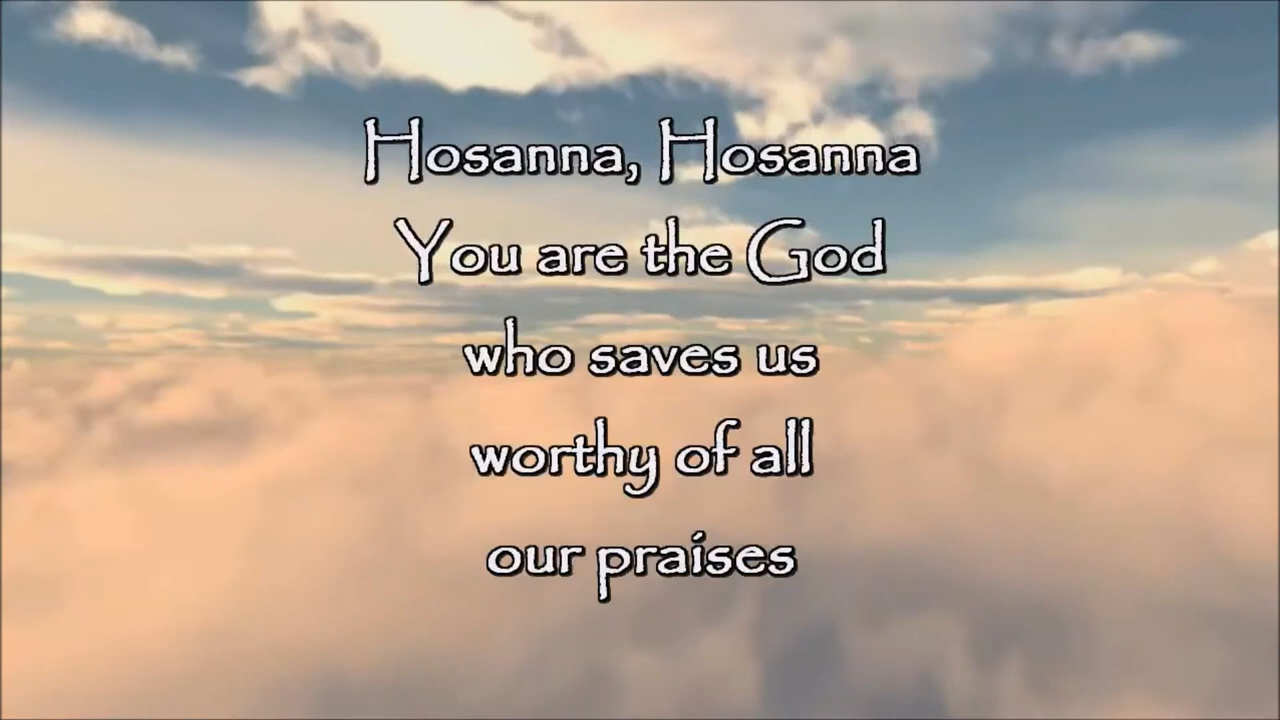 Hosanna, Hosanna
You are the God
who saves us
worthy of all
our praises